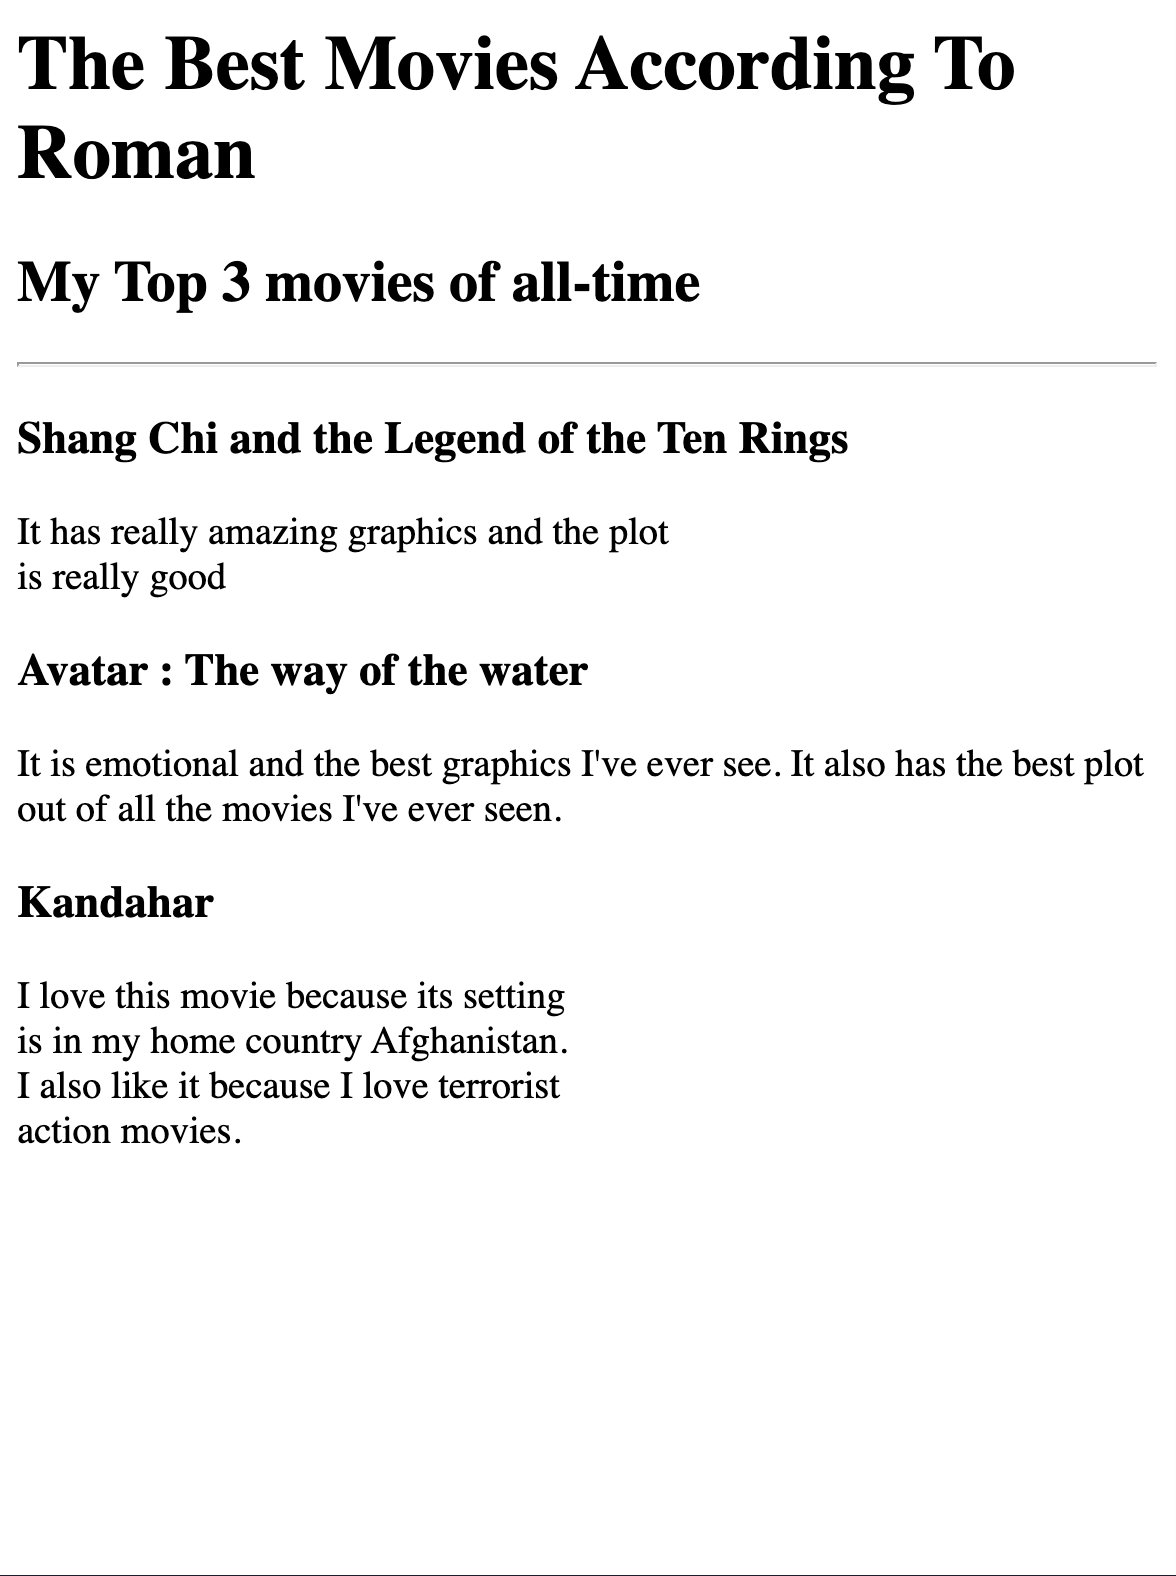 The Best Movies According To
Roman
My Top 3 movies of all-time
Shang Chi and the Legend of the Ten Rings
It has really amazing graphics and the plot
is really good
Avatar : The way of the water
It is emotional and the best graphics I've ever see. It also has the best plot
out of all the movies I've ever seen.
Kandahar
I love this movie because its setting
is in my home country Afghanistan.
I also like it because I love terrorist
action movies.